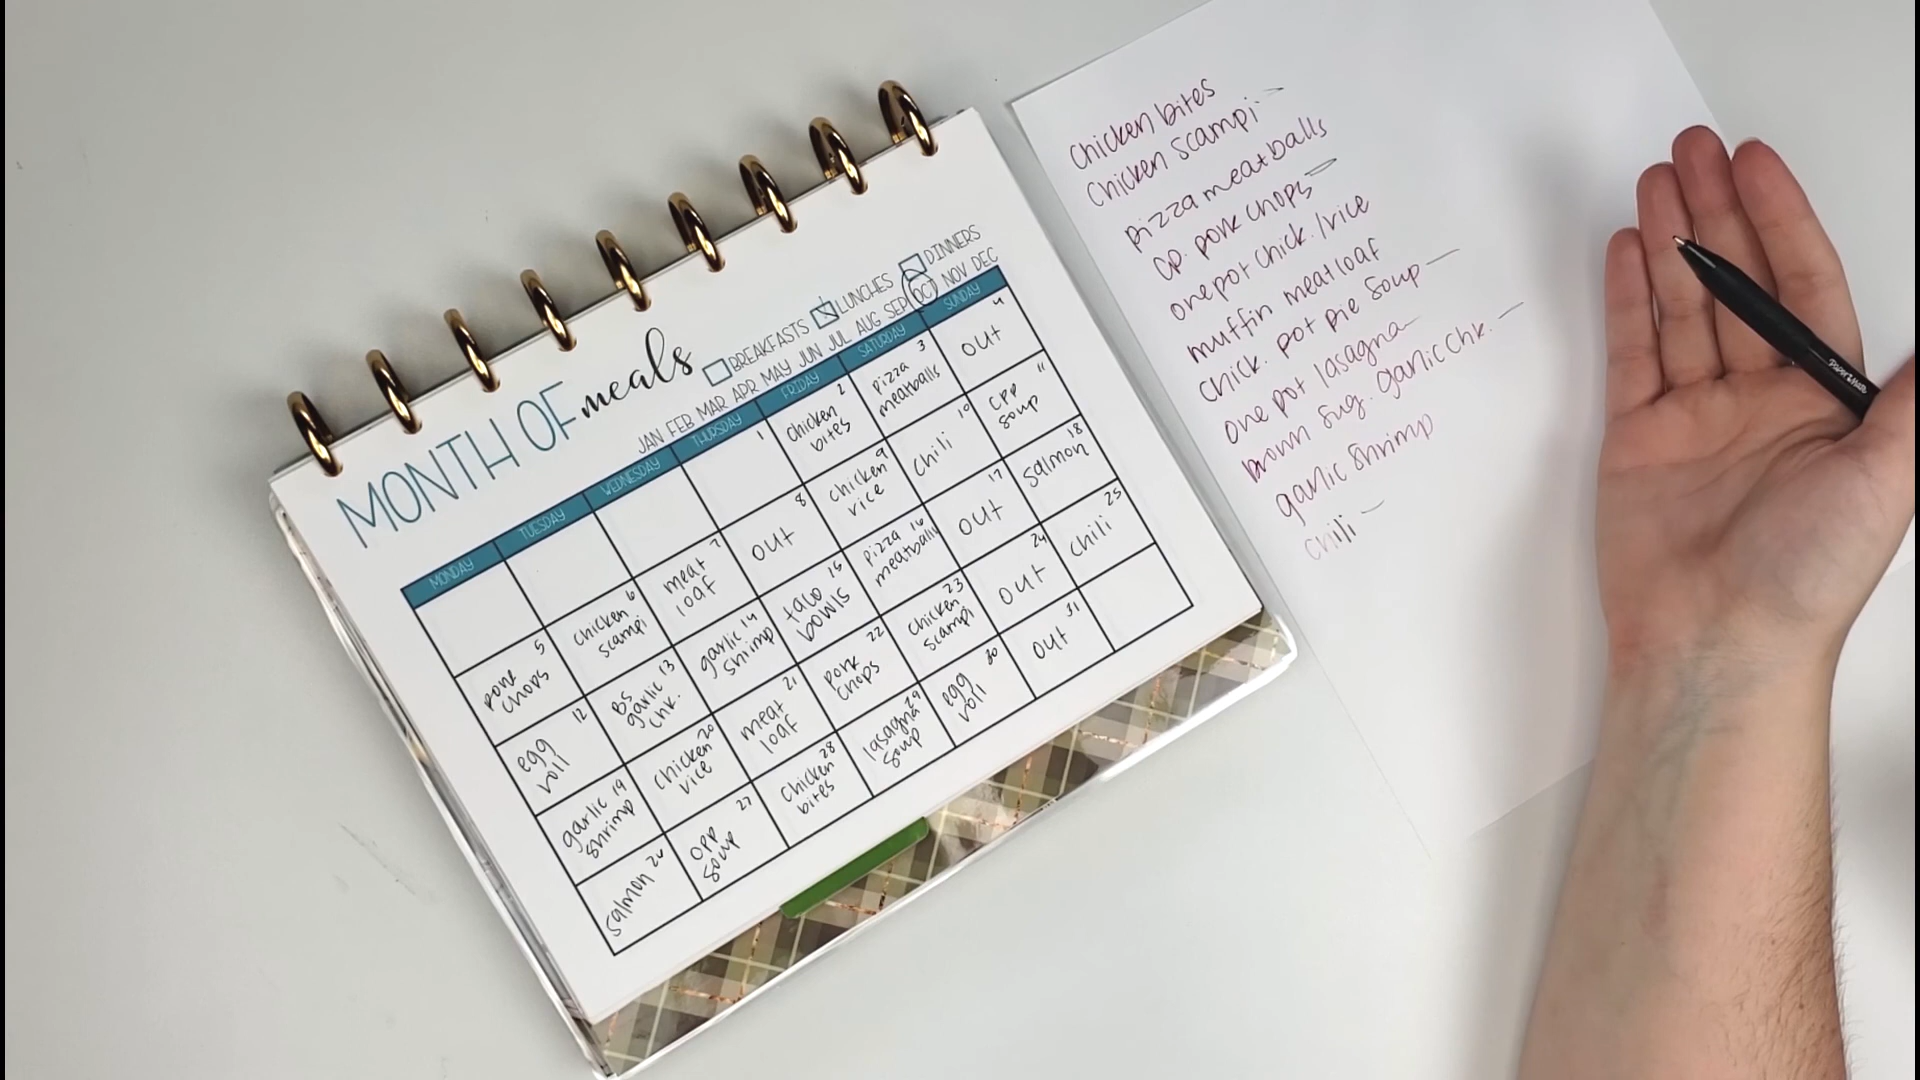 MONTH OF meals
BREAKFASTS LUNCHES DINNERS
JAN FEB MAR APR MAY JUN JUL AUG SEP OCT NOV DEC
MONDAY TUESDAY WEDNESDAY THURSDAY FRIDAY SATURDAY SUNDAY
1
2 chicken bites
3 pizza meatballs
4 out
5 pork chops
6 chicken scampi
7 meat loaf
8 out
9 chicken rice
10 chili
11 CPP soup
12 egg roll
13 BS garlic chk.
14 garlic shrimp
15 taco bowls
16 pizza meatballs
17 out
18 salmon
19 garlic shrimp
20 chicken rice
21 meat loaf
22 pork chops
23 chicken scampi
24 out
25 chili
26 salmon
27 CPP soup
28 chicken bites
29 lasagna soup
30 egg roll
31 out
Chicken bites
Chicken scampi
pizza meatballs
cp. pork chops
one pot chick./rice
muffin meatloaf
chick. pot pie soup
one pot lasagna
brown sug. garlic chk.
garlic shrimp
chili
PAPER MATE